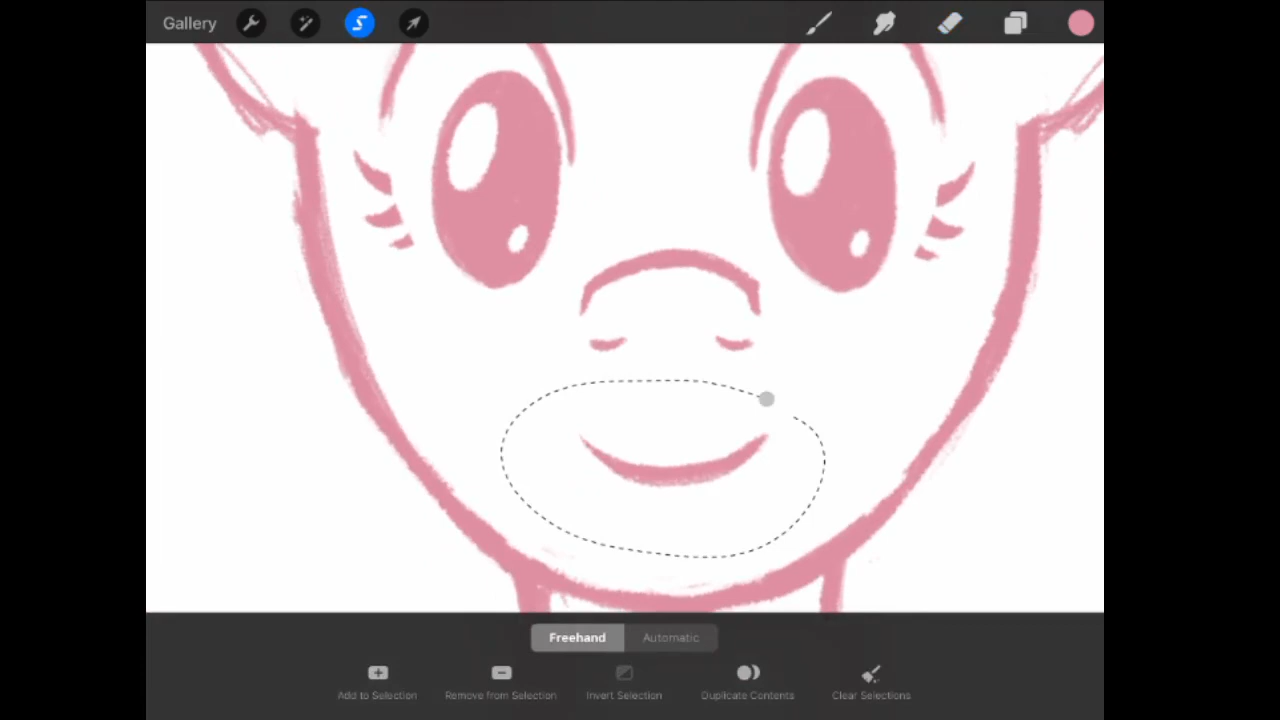 Gallery
Freehand Automatic
Add to Selection Remove from Selection Invert Selection Duplicate Contents Clear Selections